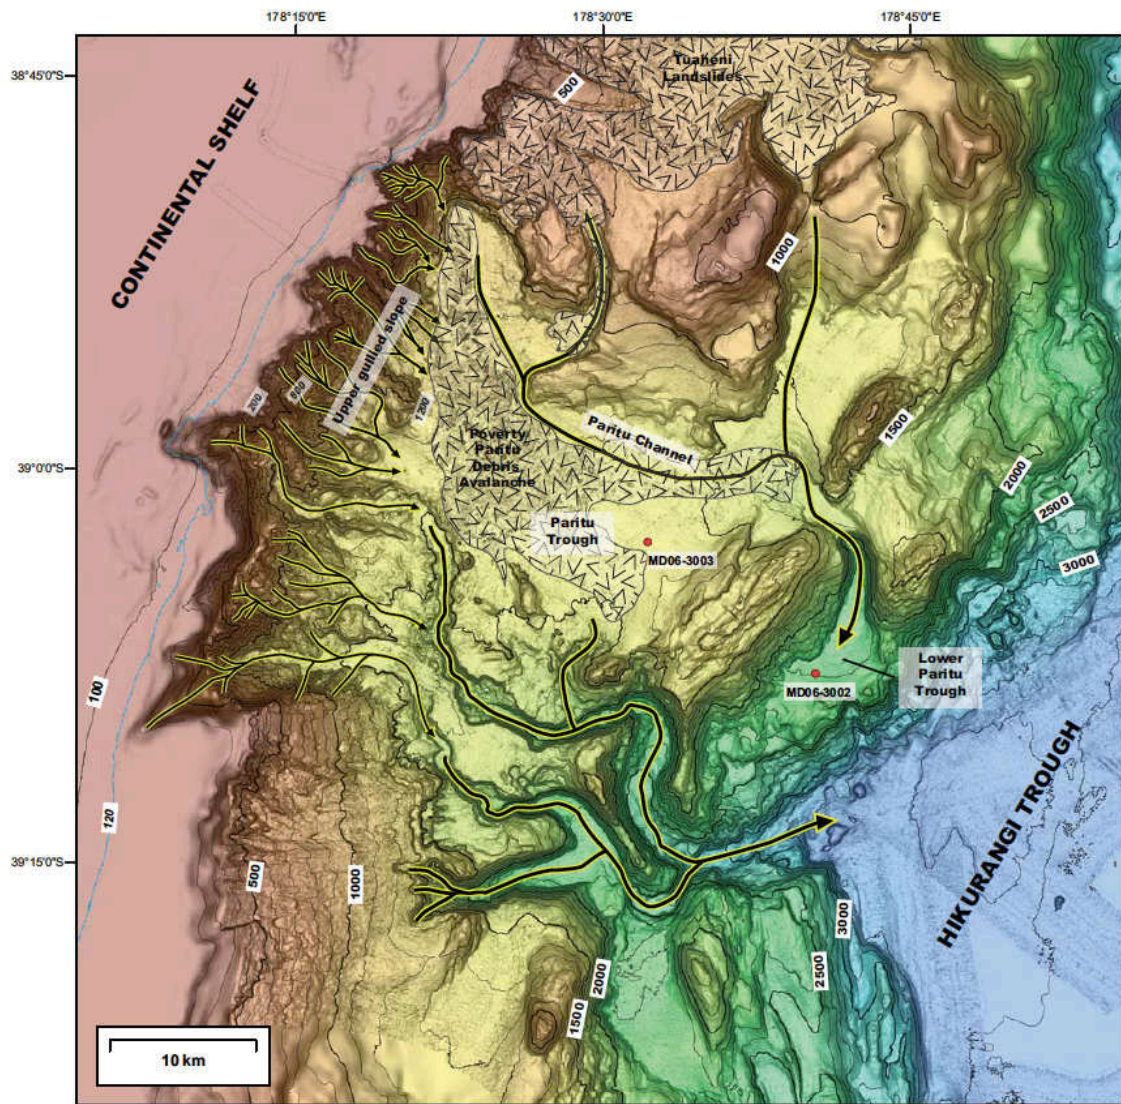 178°15'0"E
178°30'0"E
178°45'0"E
38°45'0"S
39°0'0"S
39°15'0"S
Tuaheni
Landslides
500
CONTINENTAL SHELF
1000
Upper gullied slope
200
800
1200
1500
Paritu Channel
Poverty
Paritu
Debris
Avalanche
2000
2500
3000
Paritu
Trough
MD06-3003
Lower
Paritu
Trough
MD06-3002
100
120
HIKURANGI TROUGH
500
1000
3000
2500
2000
1500
10 km